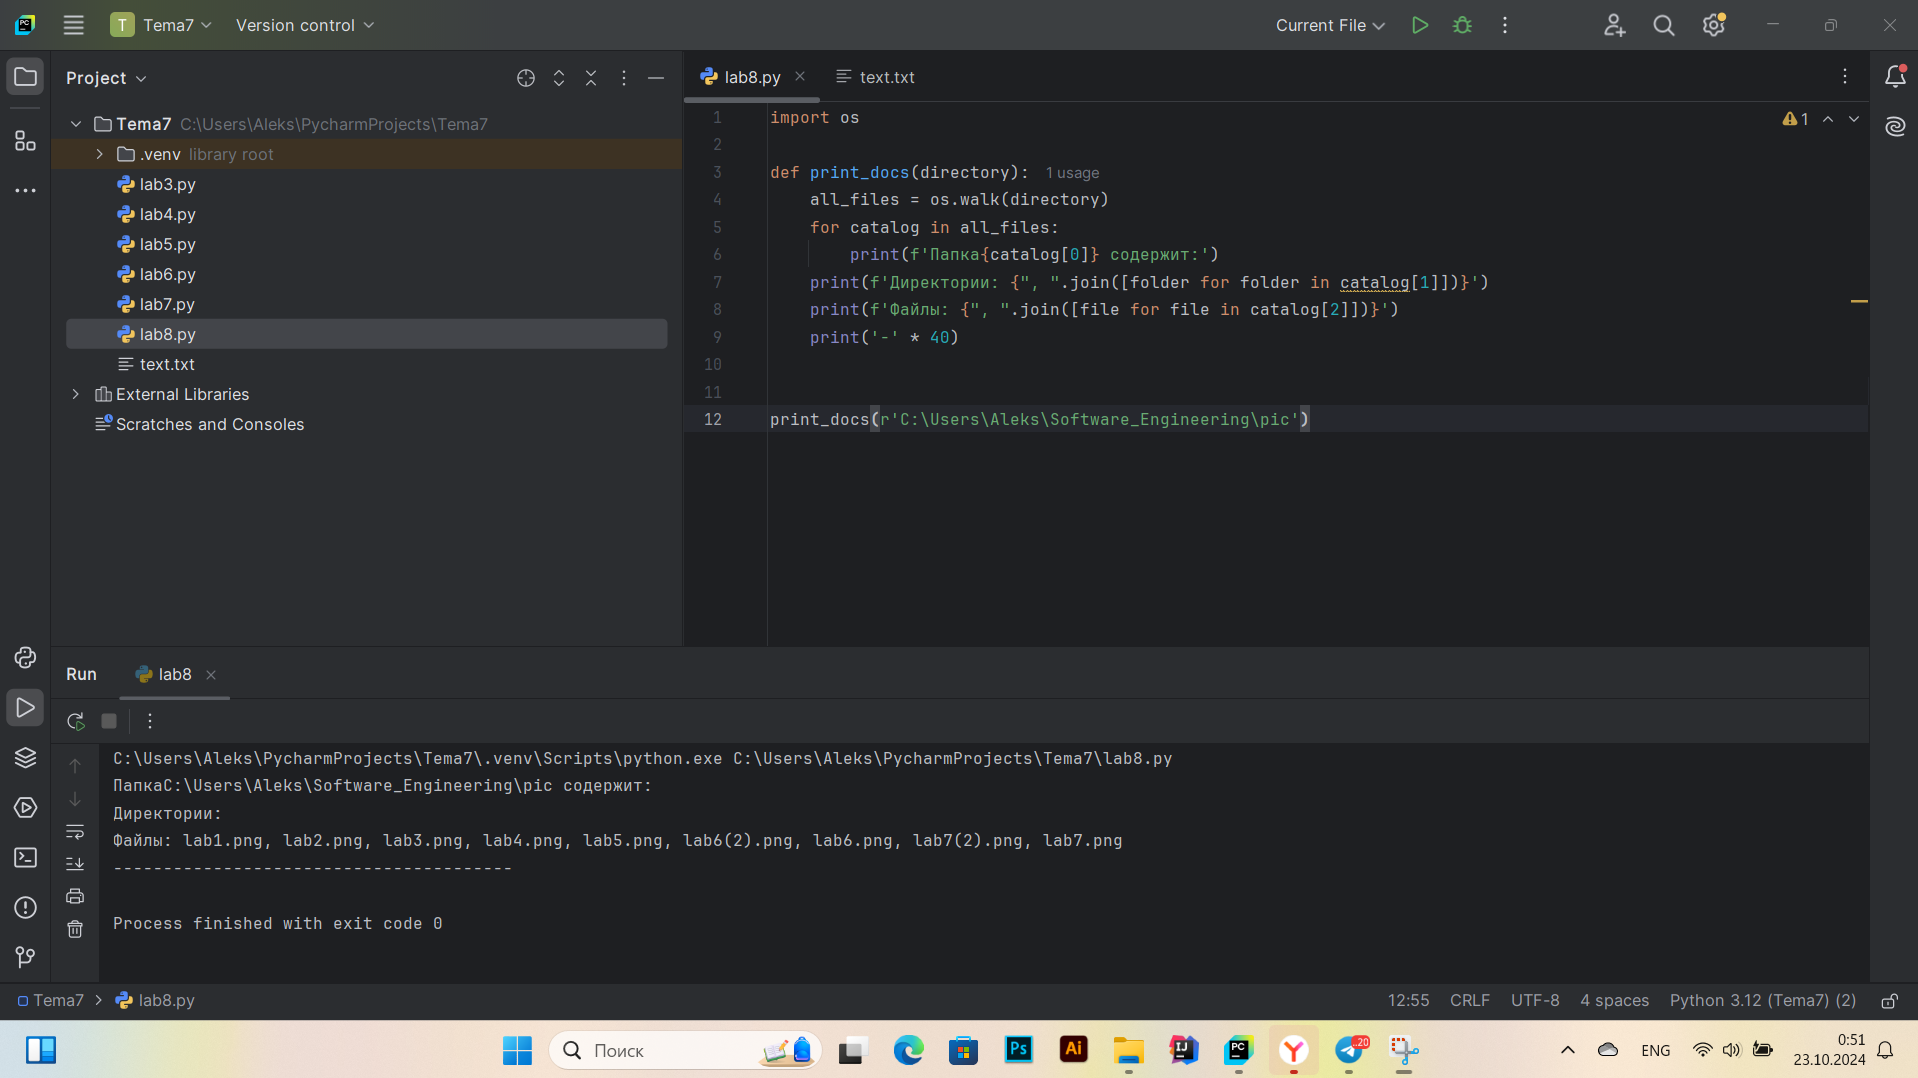 PC
T Tema7 Version control
Current File
Project
Tema7 C:\Users\Aleks\PycharmProjects\Tema7
.venv library root
lab3.py
lab4.py
lab5.py
lab6.py
lab7.py
lab8.py
text.txt
External Libraries
Scratches and Consoles
lab8.py text.txt
1 import os
1
2
3 def print_docs(directory): 1 usage
4 all_files = os.walk(directory)
5 for catalog in all_files:
6 print(f'Папка{catalog[0]} содержит:')
7 print(f'Директории: {", ".join([folder for folder in catalog[1]])}')
8 print(f'Файлы: {", ".join([file for file in catalog[2]])}')
9 print('-' * 40)
10
11
12 print_docs(r'C:\Users\Aleks\Software_Engineering\pic')
Run lab8
C:\Users\Aleks\PycharmProjects\Tema7\.venv\Scripts\python.exe C:\Users\Aleks\PycharmProjects\Tema7\lab8.py
ПапкаC:\Users\Aleks\Software_Engineering\pic содержит:
Директории:
Файлы: lab1.png, lab2.png, lab3.png, lab4.png, lab5.png, lab6(2).png, lab6.png, lab7(2).png, lab7.png
----------------------------------------
Process finished with exit code 0
Tema7 > lab8.py
12:55 CRLF UTF-8 4 spaces Python 3.12 (Tema7) (2)
Поиск
Ps
Ai
IJ
PC
Y
..20
ENG
0:51
23.10.2024